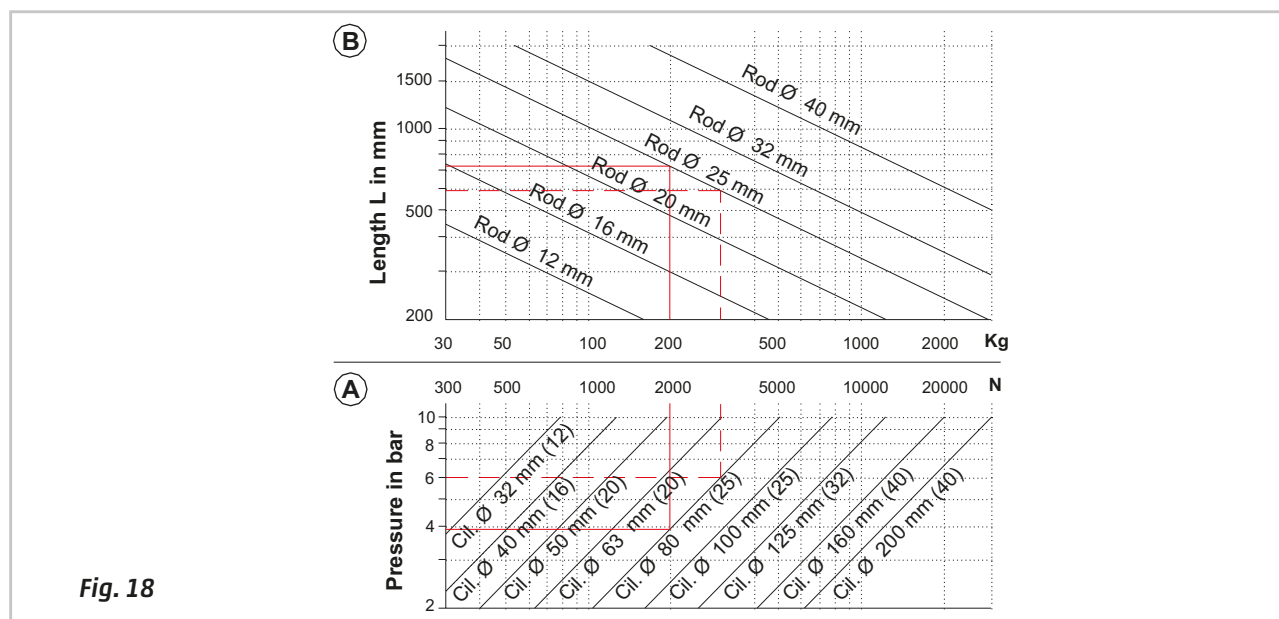 B
Length L in mm
1500
1000
500
200
Rod Ø 40 mm
Rod Ø 32 mm
Rod Ø 25 mm
Rod Ø 20 mm
Rod Ø 16 mm
Rod Ø 12 mm
30 50 100 200 500 1000 2000 Kg
A
300 500 1000 2000 5000 10000 20000 N
Pressure in bar
10
8
6
4
2
Cil. Ø 32 mm (12)
Cil. Ø 40 mm (16)
Cil. Ø 50 mm (20)
Cil. Ø 63 mm (20)
Cil. Ø 80 mm (25)
Cil. Ø 100 mm (25)
Cil. Ø 125 mm (32)
Cil. Ø 160 mm (40)
Cil. Ø 200 mm (40)
Fig. 18